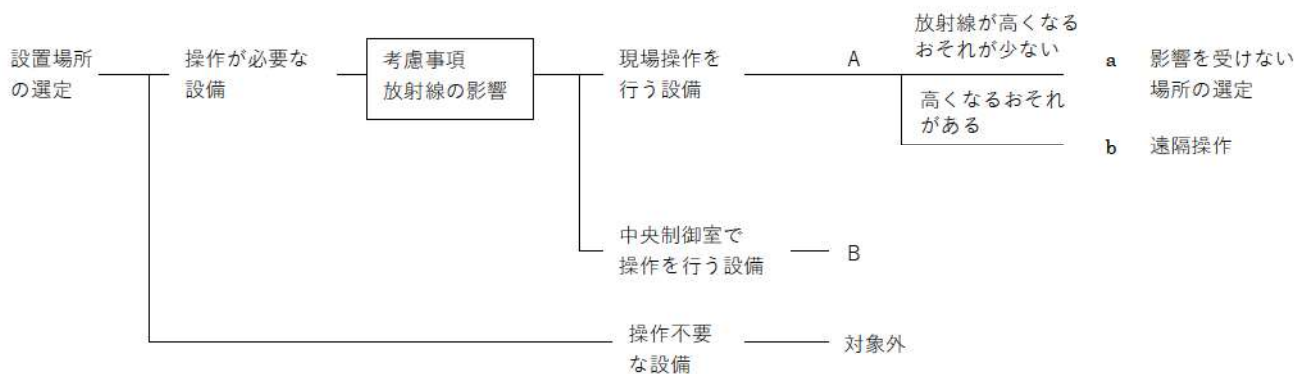 設置場所
の選定
操作が必要な
設備
考慮事項
放射線の影響
現場操作を
行う設備
A
放射線が高くなる
おそれが少ない
a 影響を受けない
場所の選定
高くなるおそれ
がある
b 遠隔操作
中央制御室で
操作を行う設備
B
操作不要
な設備
対象外